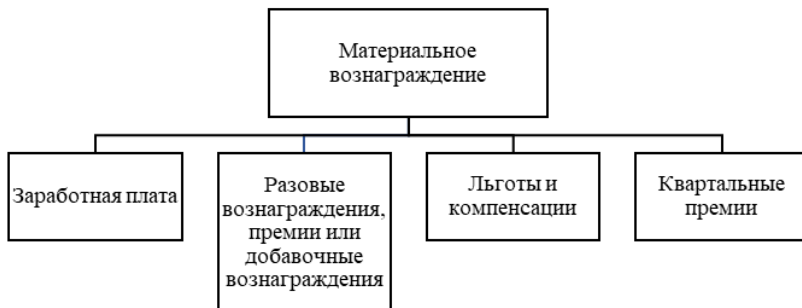 Материальное
вознаграждение
Заработная плата
Разовые
вознаграждения,
премии или
добавочные
вознаграждения
Льготы и
компенсации
Квартальные
премии